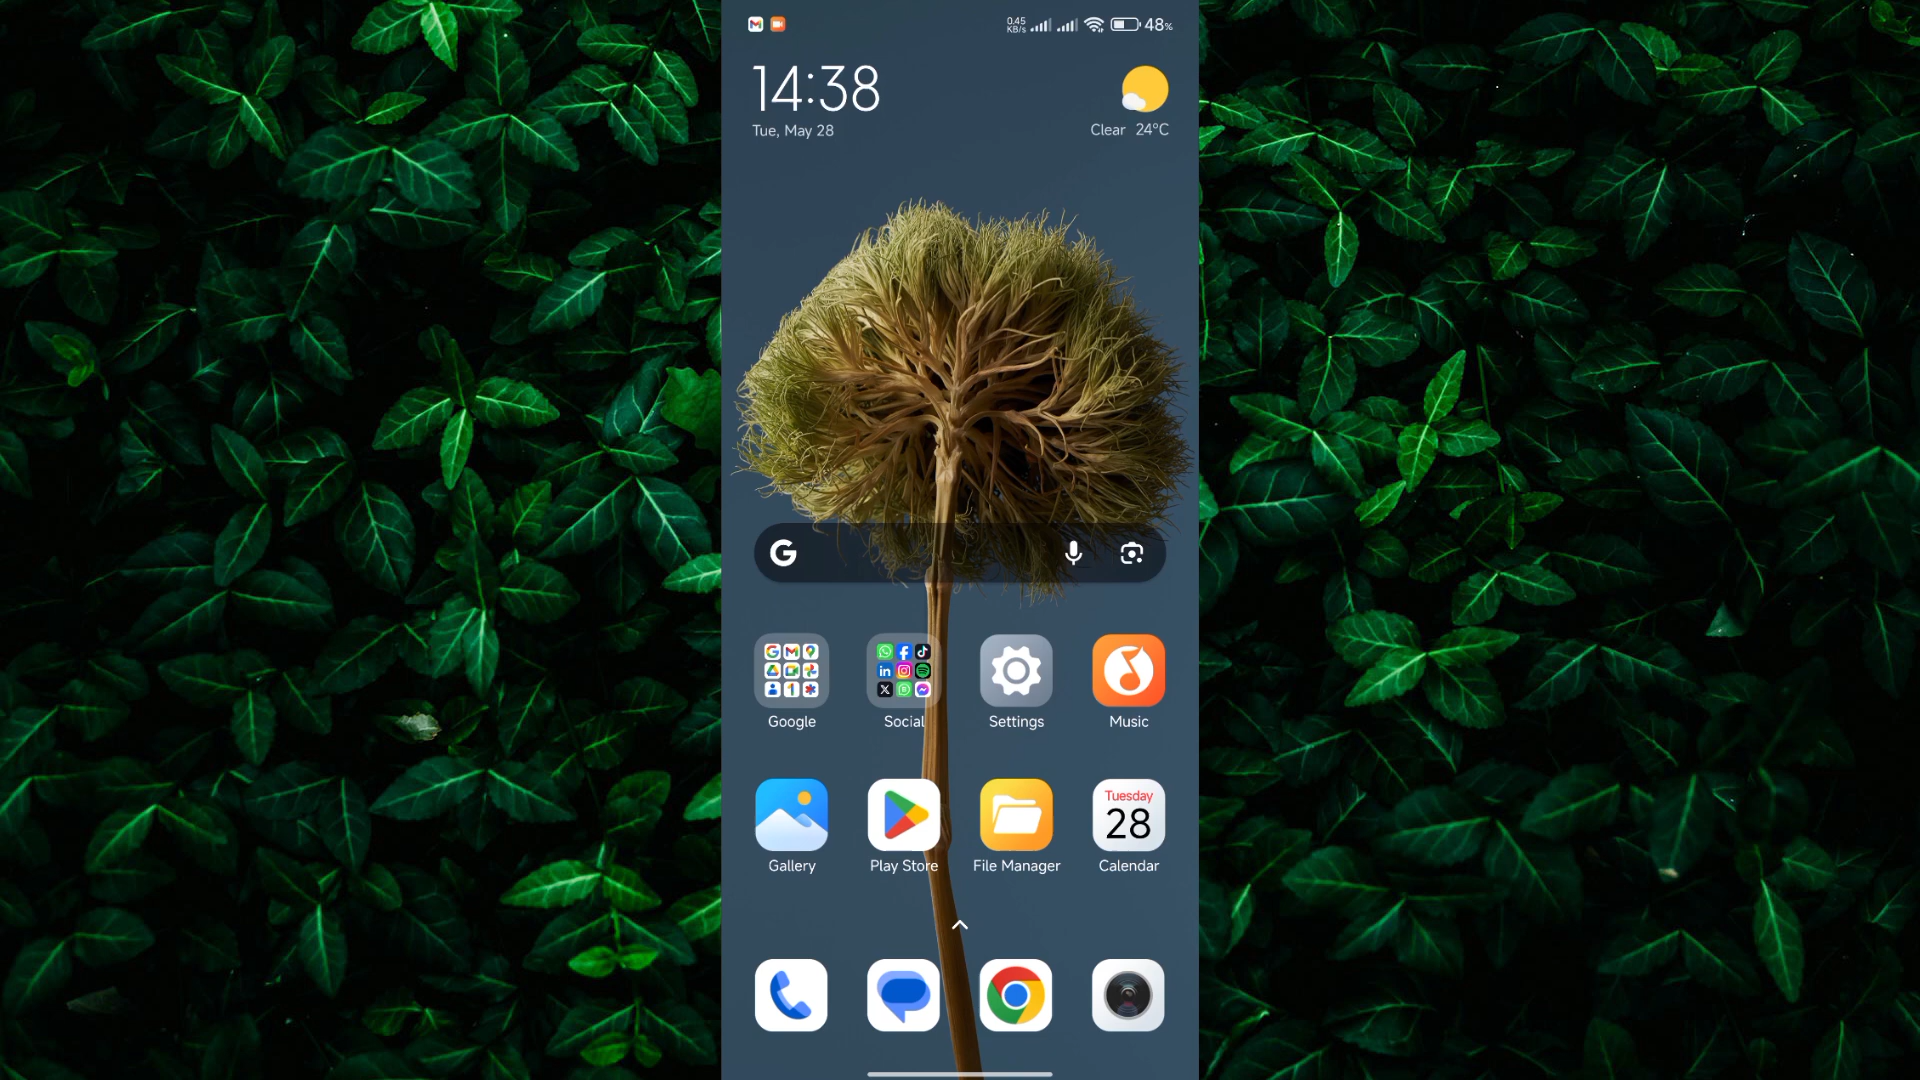 0.45
KB/s
48%
14:38
Tue, May 28
Clear 24°C
Google
Social
Settings
Music
Tuesday
28
Gallery
Play Store
File Manager
Calendar